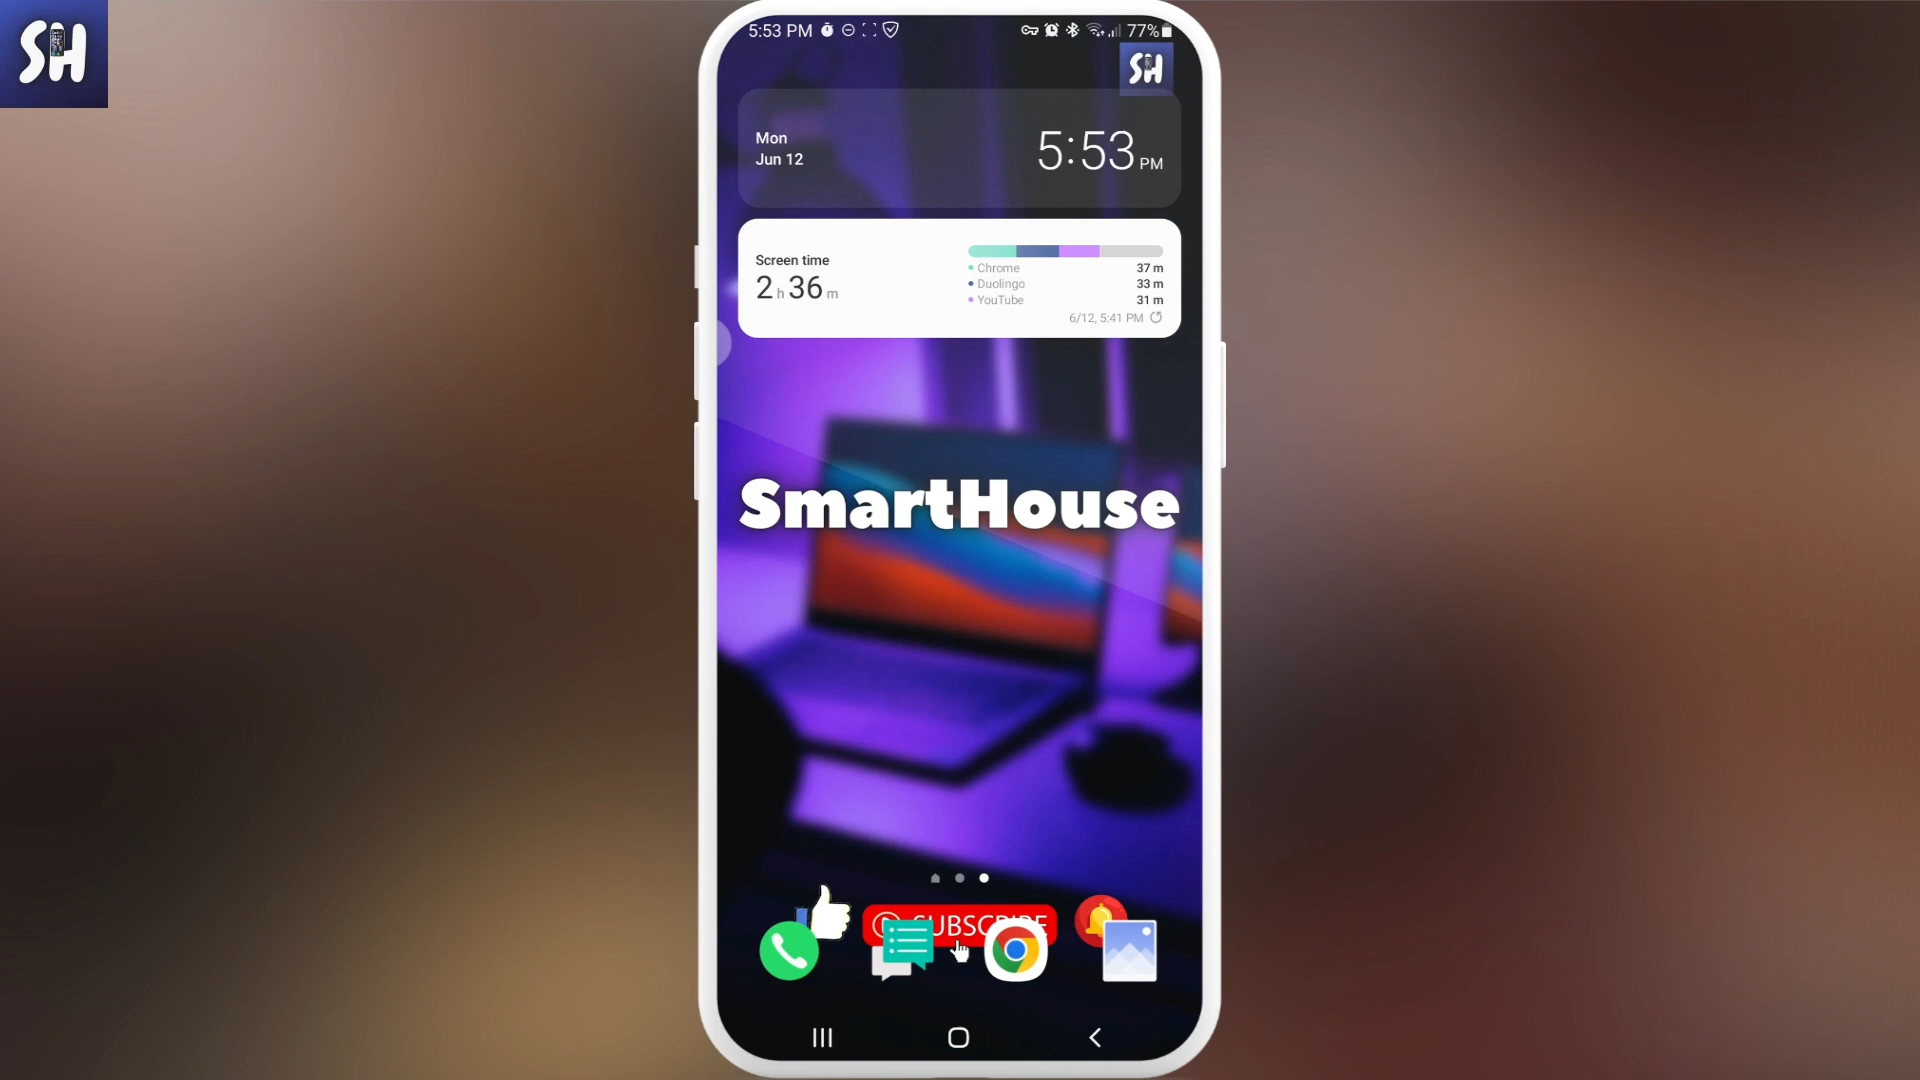 SH
5:53 PM
77%
SH
Mon
Jun 12
5:53 PM
Screen time
2 h 36 m
Chrome 37 m
Duolingo 33 m
YouTube 31 m
6/12, 5:41 PM
SmartHouse
SUBSCRIBE